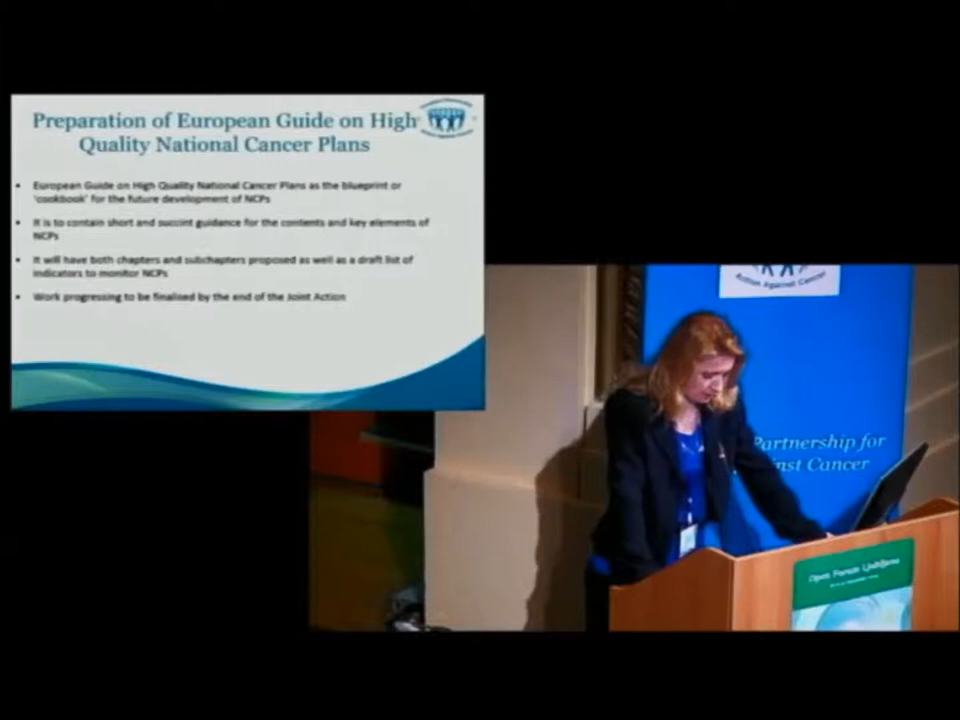 Preparation of European Guide on High
Quality National Cancer Plans
European Guide on High Quality National Cancer Plans as the blueprint or
'cookbook' for the future development of NCPs
It is to contain short and succint guidance for the contents and key elements of
NCPs
It will have both chapters and subchapters proposed as well as a draft list of
indicators to monitor NCPs
Work progressing to be finalised by the end of the Joint Action
Action Against Cancer
Partnership for
inst Cancer
Open Forum Ljubljana